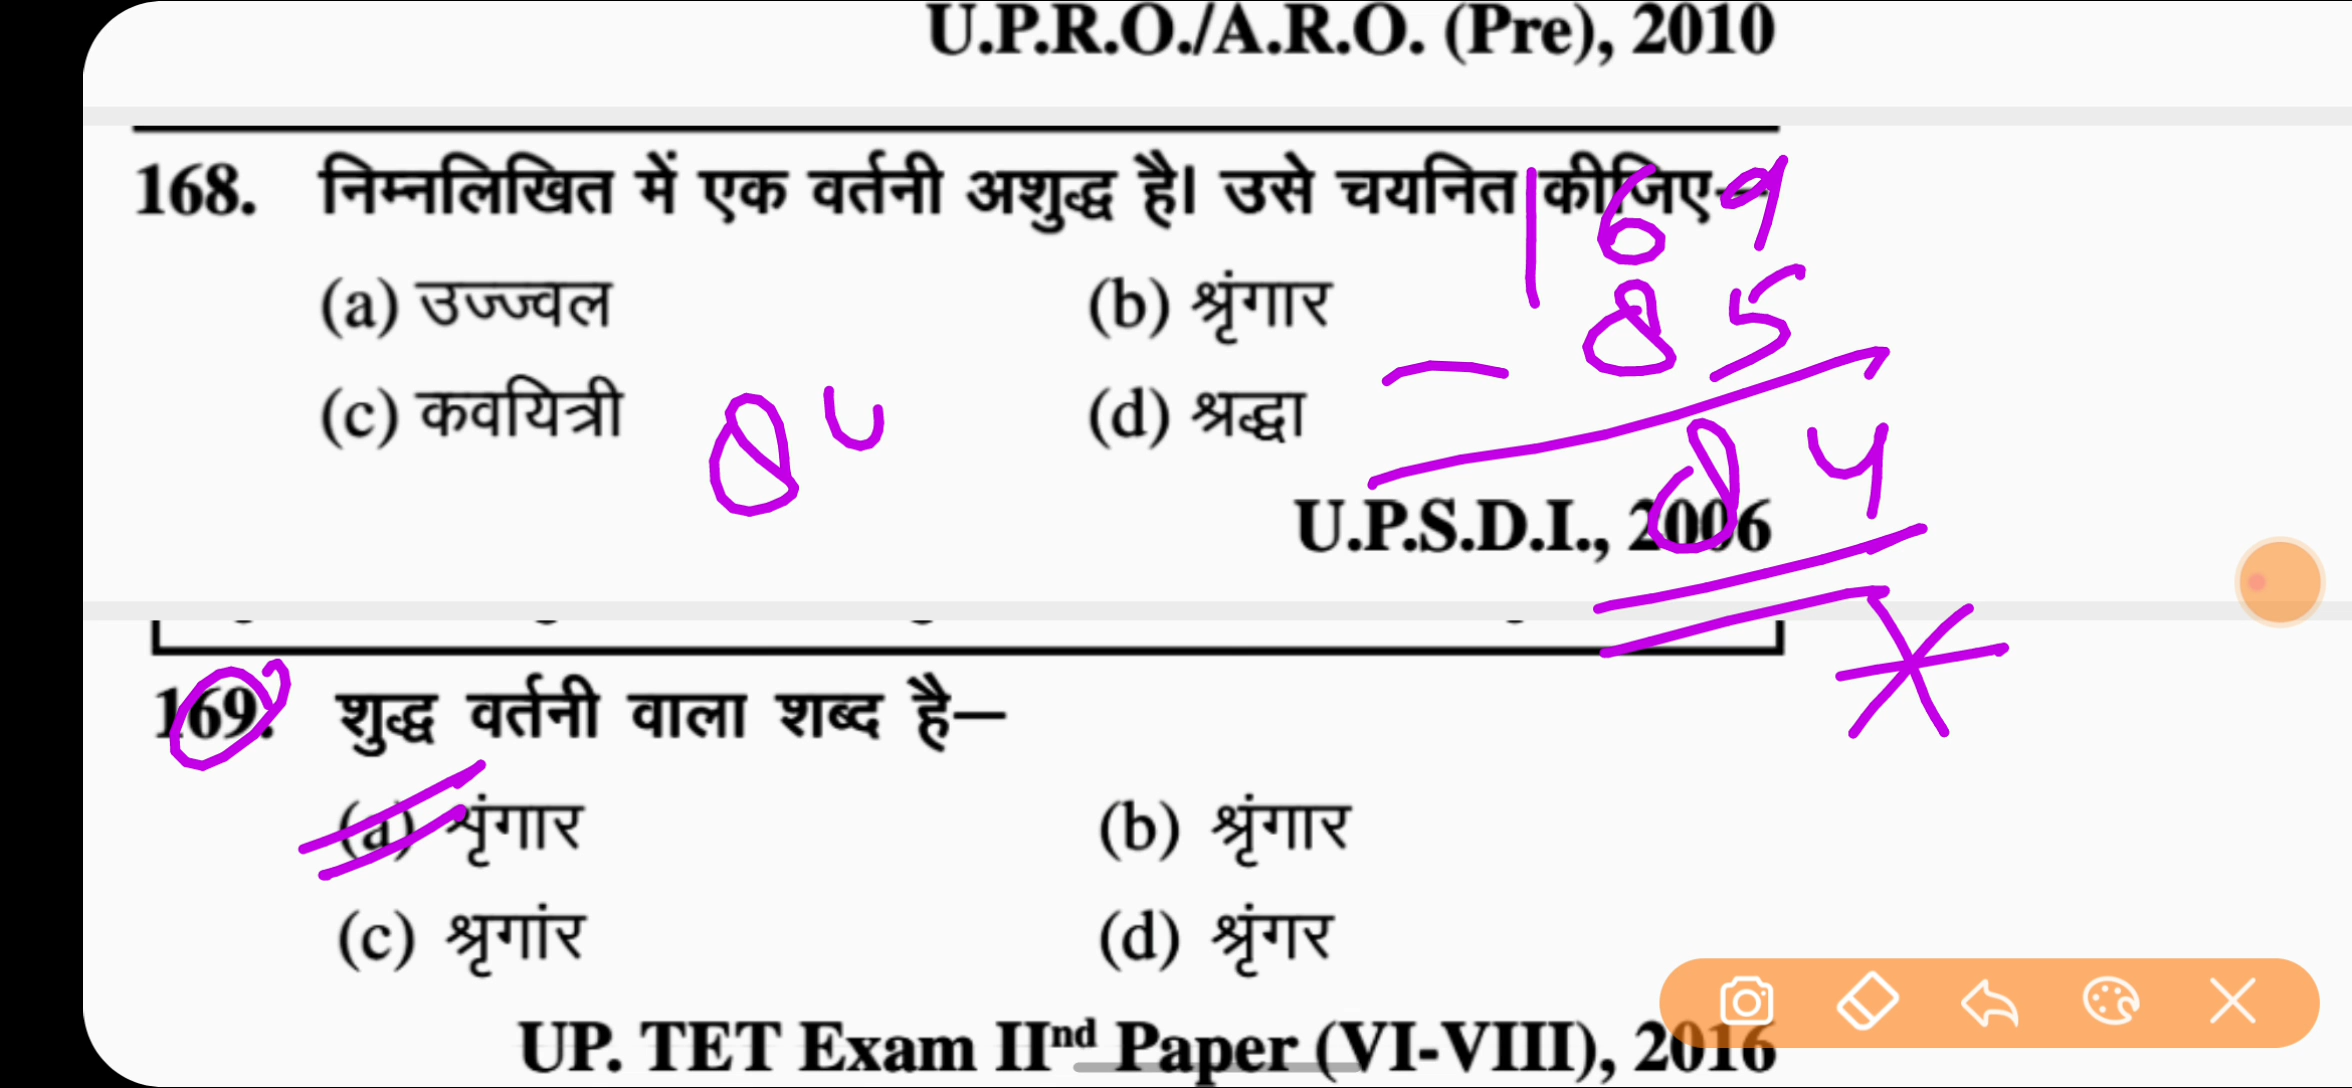 U.P.R.O./A.R.O. (Pre), 2010
168. निम्नलिखित में एक वर्तनी अशुद्ध है। उसे चयनित कीजिए–
169
(a) उज्ज्वल (b) श्रृंगार
- 85
(c) कवयित्री (d) श्रद्धा
84
U.P.S.D.I., 2006
169. शुद्ध वर्तनी वाला शब्द है—
(a) शृंगार (b) श्रृंगार
(c) श्रृगांर (d) श्रृंगर
UP. TET Exam IInd Paper (VI-VIII), 2016